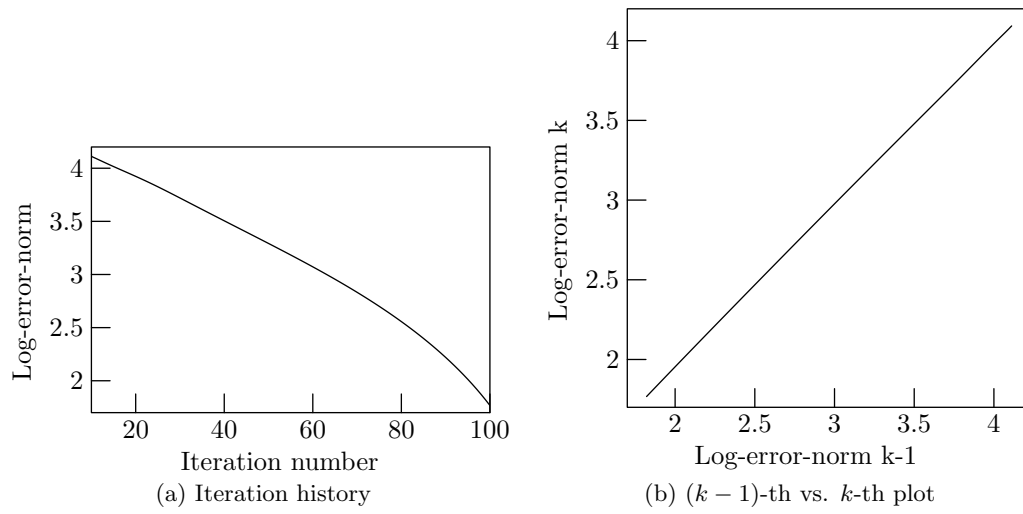 4
3.5
3
2.5
2
Log-error-norm
20 40 60 80 100
Iteration number
(a) Iteration history
4
3.5
3
2.5
2
Log-error-norm k
2 2.5 3 3.5 4
Log-error-norm k-1
(b) (k − 1)-th vs. k-th plot